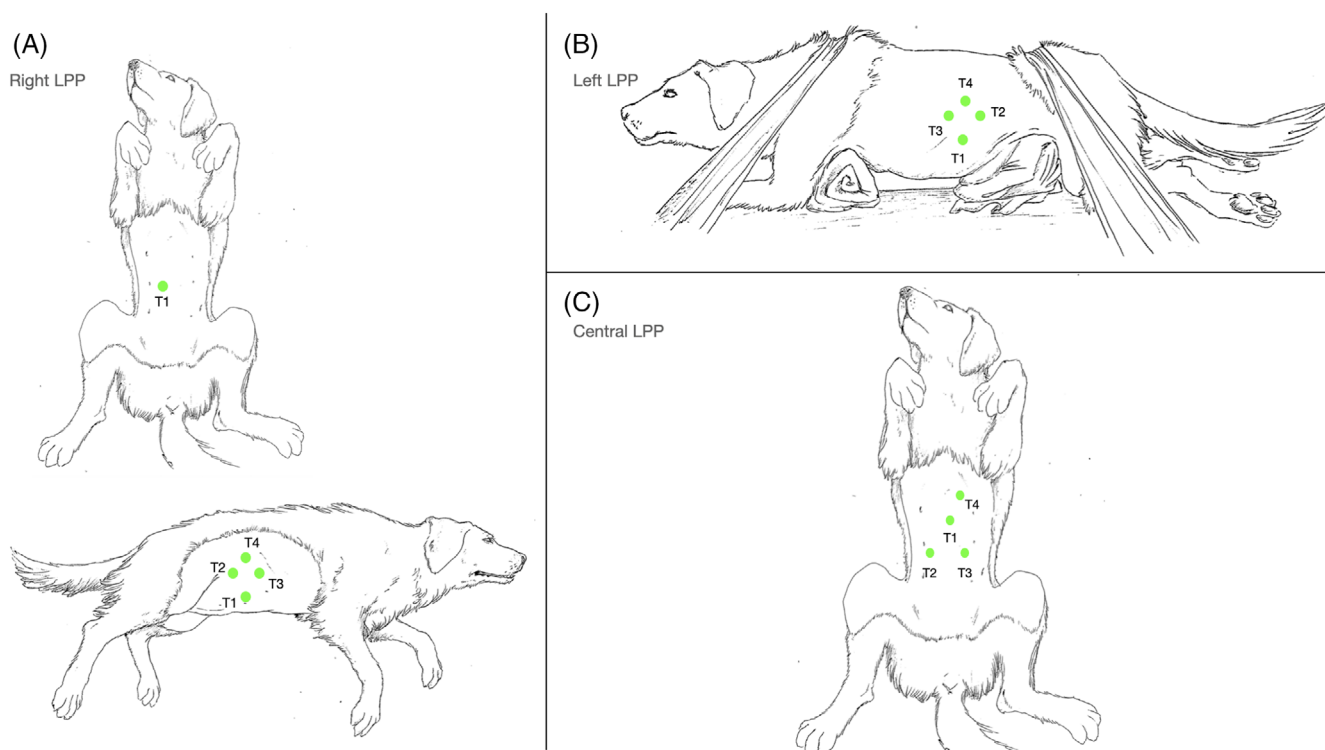 (A)
Right LPP
T1
T4
T2
T3
T1
(B)
Left LPP
T4
T2
T3
T1
(C)
Central LPP
T4
T1
T2
T3